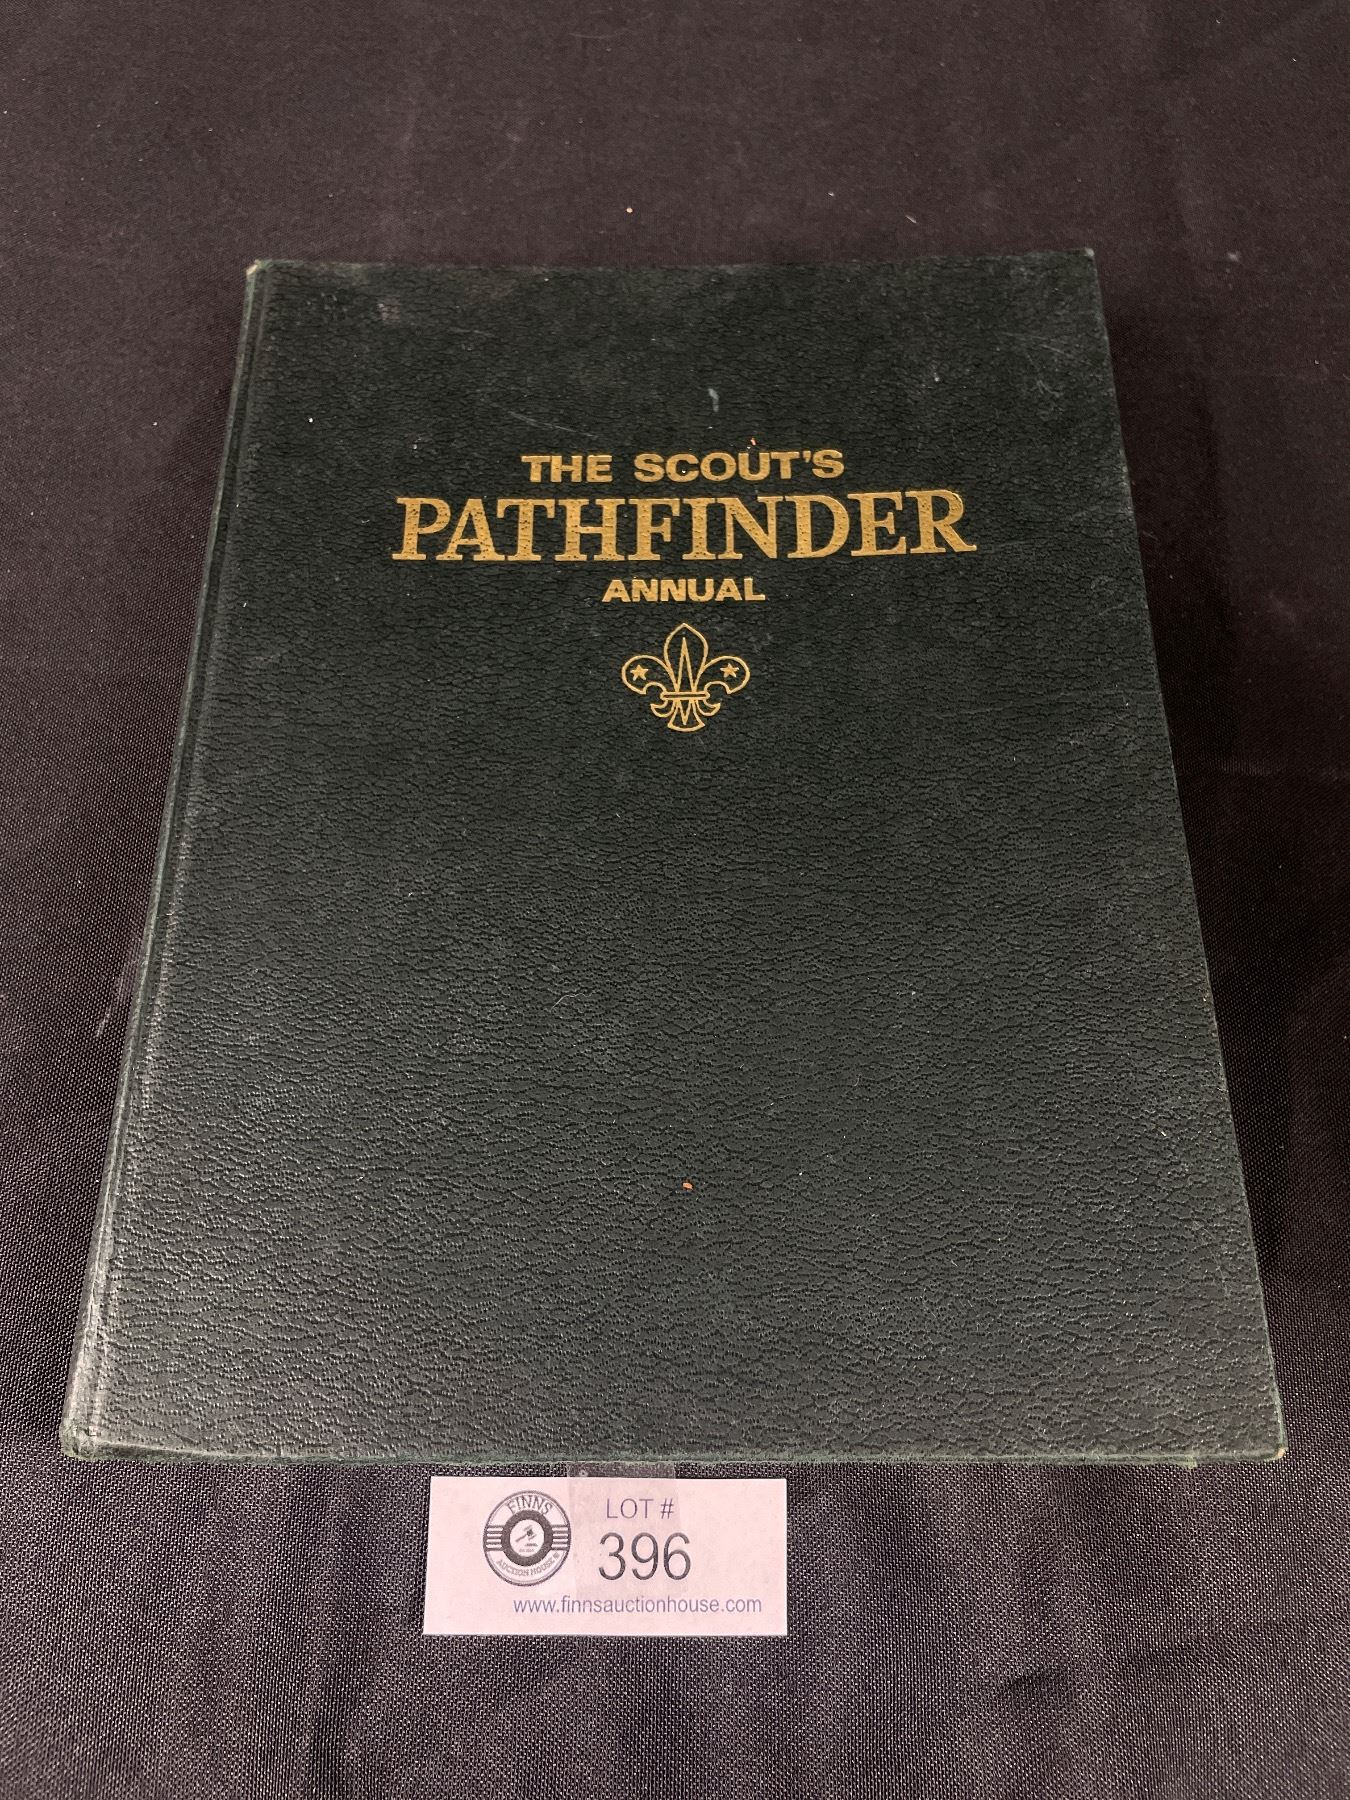 THE SCOUT'S
PATHFINDER
ANNUAL
FINNS
AUCTION HOUSE
LOT #
396
www.finnsauctionhouse.com